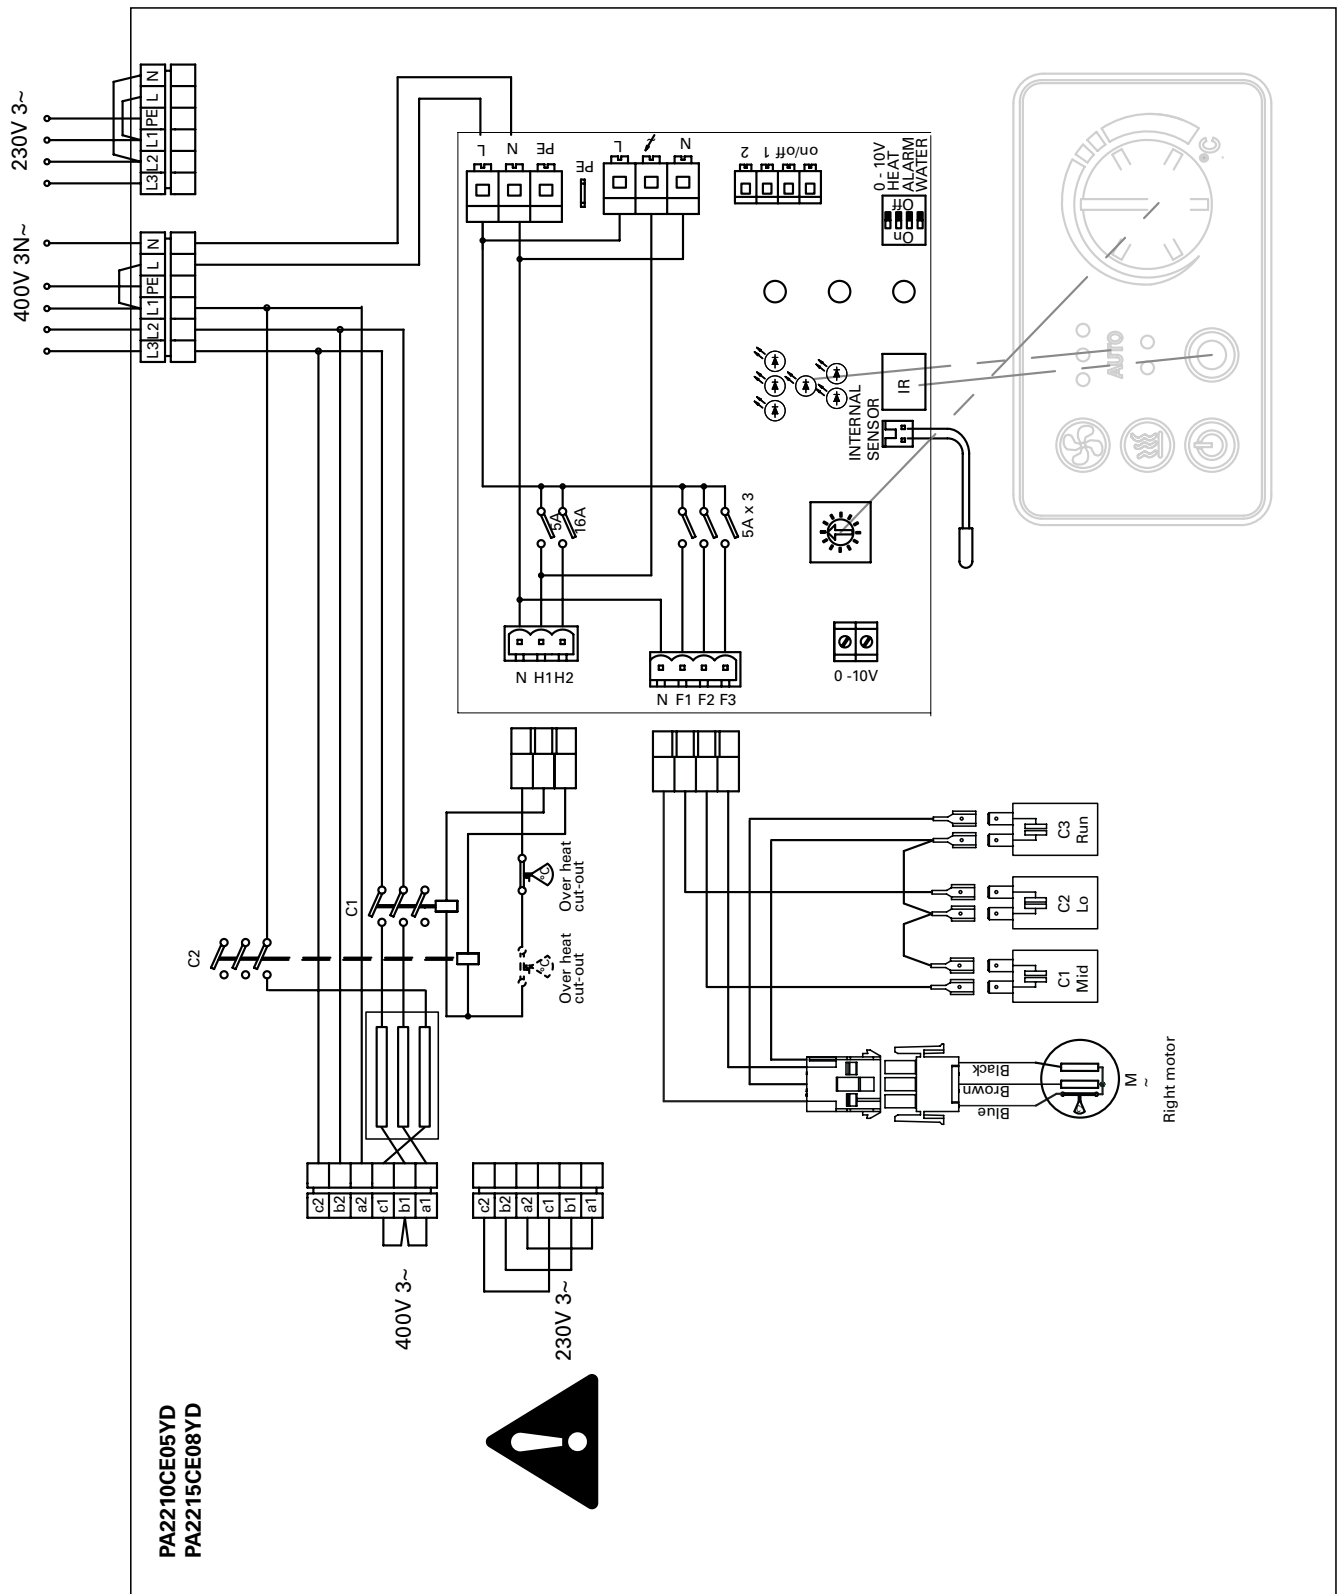 PA2210CE05YD
PA2215CE08YD
230V 3~
L3 L2 L1 PE L N
400V 3N~
L3 L2 L1 PE L N
L N PE
PE
L N
2 1 on/off
0 - 10V
HEAT
ALARM
WATER
Off
On
°C
AUTO
IR
INTERNAL
SENSOR
5A
16A
5A x 3
N H1 H2
N F1 F2 F3
0 -10V
C2
C1
°C
Over heat
cut-out
°C
Over heat
cut-out
C3
Run
C2
Lo
C1
Mid
Black
Brown
Blue
M
~
Right motor
c2 b2 a2 c1 b1 a1
400V 3~
c2 b2 a2 c1 b1 a1
230V 3~